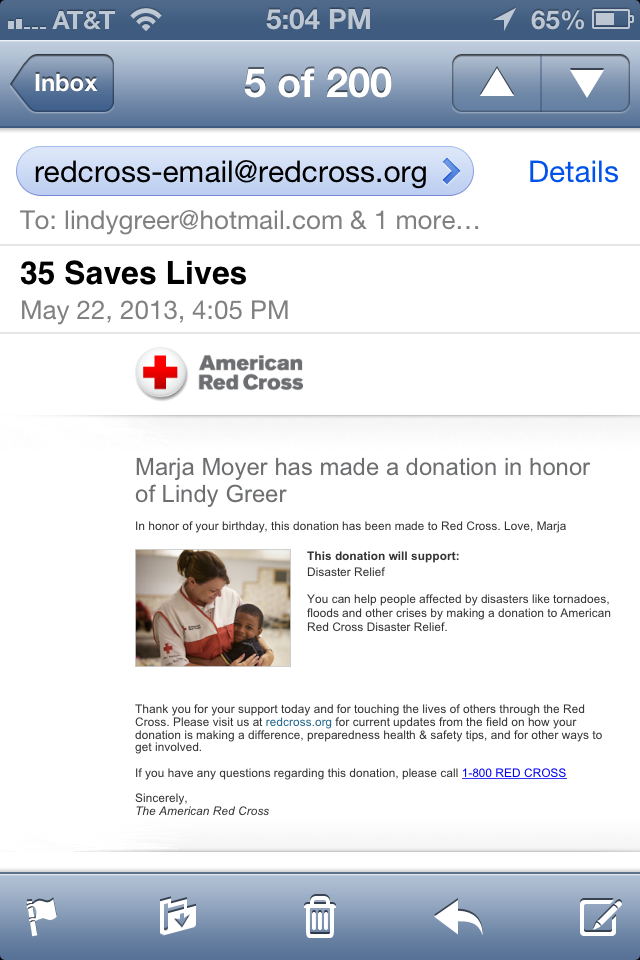 AT&T 5:04 PM 65%
Inbox 5 of 200
redcross-email@redcross.org Details
To: lindygreer@hotmail.com & 1 more...
35 Saves Lives
May 22, 2013, 4:05 PM
American
Red Cross
Marja Moyer has made a donation in honor
of Lindy Greer
In honor of your birthday, this donation has been made to Red Cross. Love, Marja
This donation will support:
Disaster Relief
You can help people affected by disasters like tornadoes,
floods and other crises by making a donation to American
Red Cross Disaster Relief.
Thank you for your support today and for touching the lives of others through the Red
Cross. Please visit us at redcross.org for current updates from the field on how your
donation is making a difference, preparedness health & safety tips, and for other ways to
get involved.
If you have any questions regarding this donation, please call 1-800 RED CROSS
Sincerely,
The American Red Cross